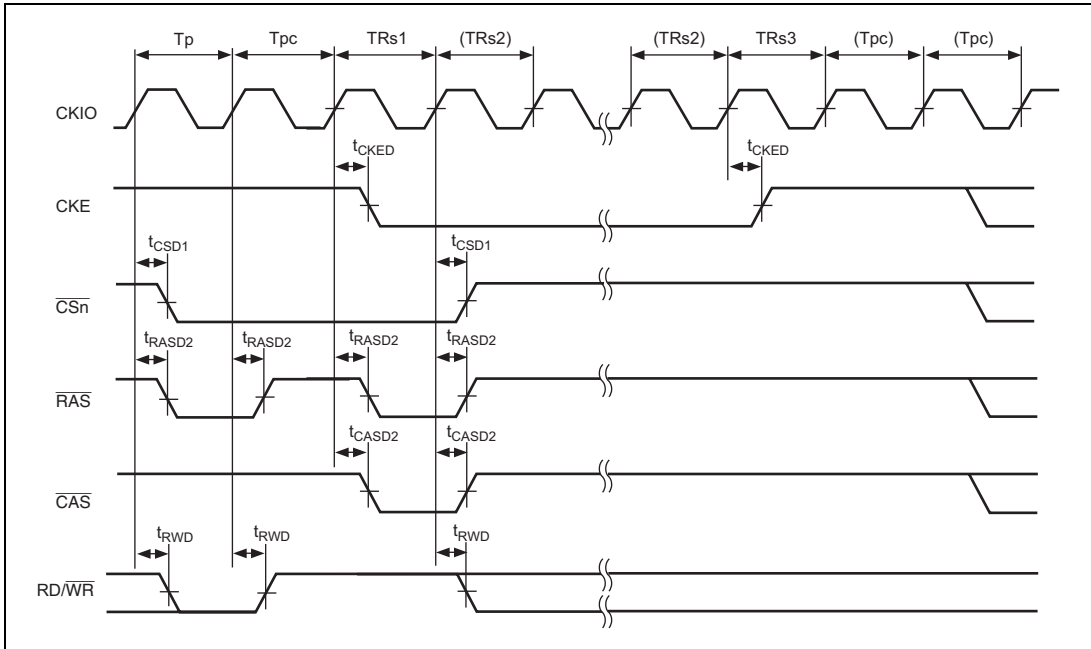 Tp Tpc TRs1 (TRs2) (TRs2) TRs3 (Tpc) (Tpc)
CKIO
tCKED tCKED
CKE
tCSD1 tCSD1
CSn
tRASD2 tRASD2 tRASD2 tRASD2
RAS
tCASD2 tCASD2
CAS
tRWD tRWD tRWD
RD/WR